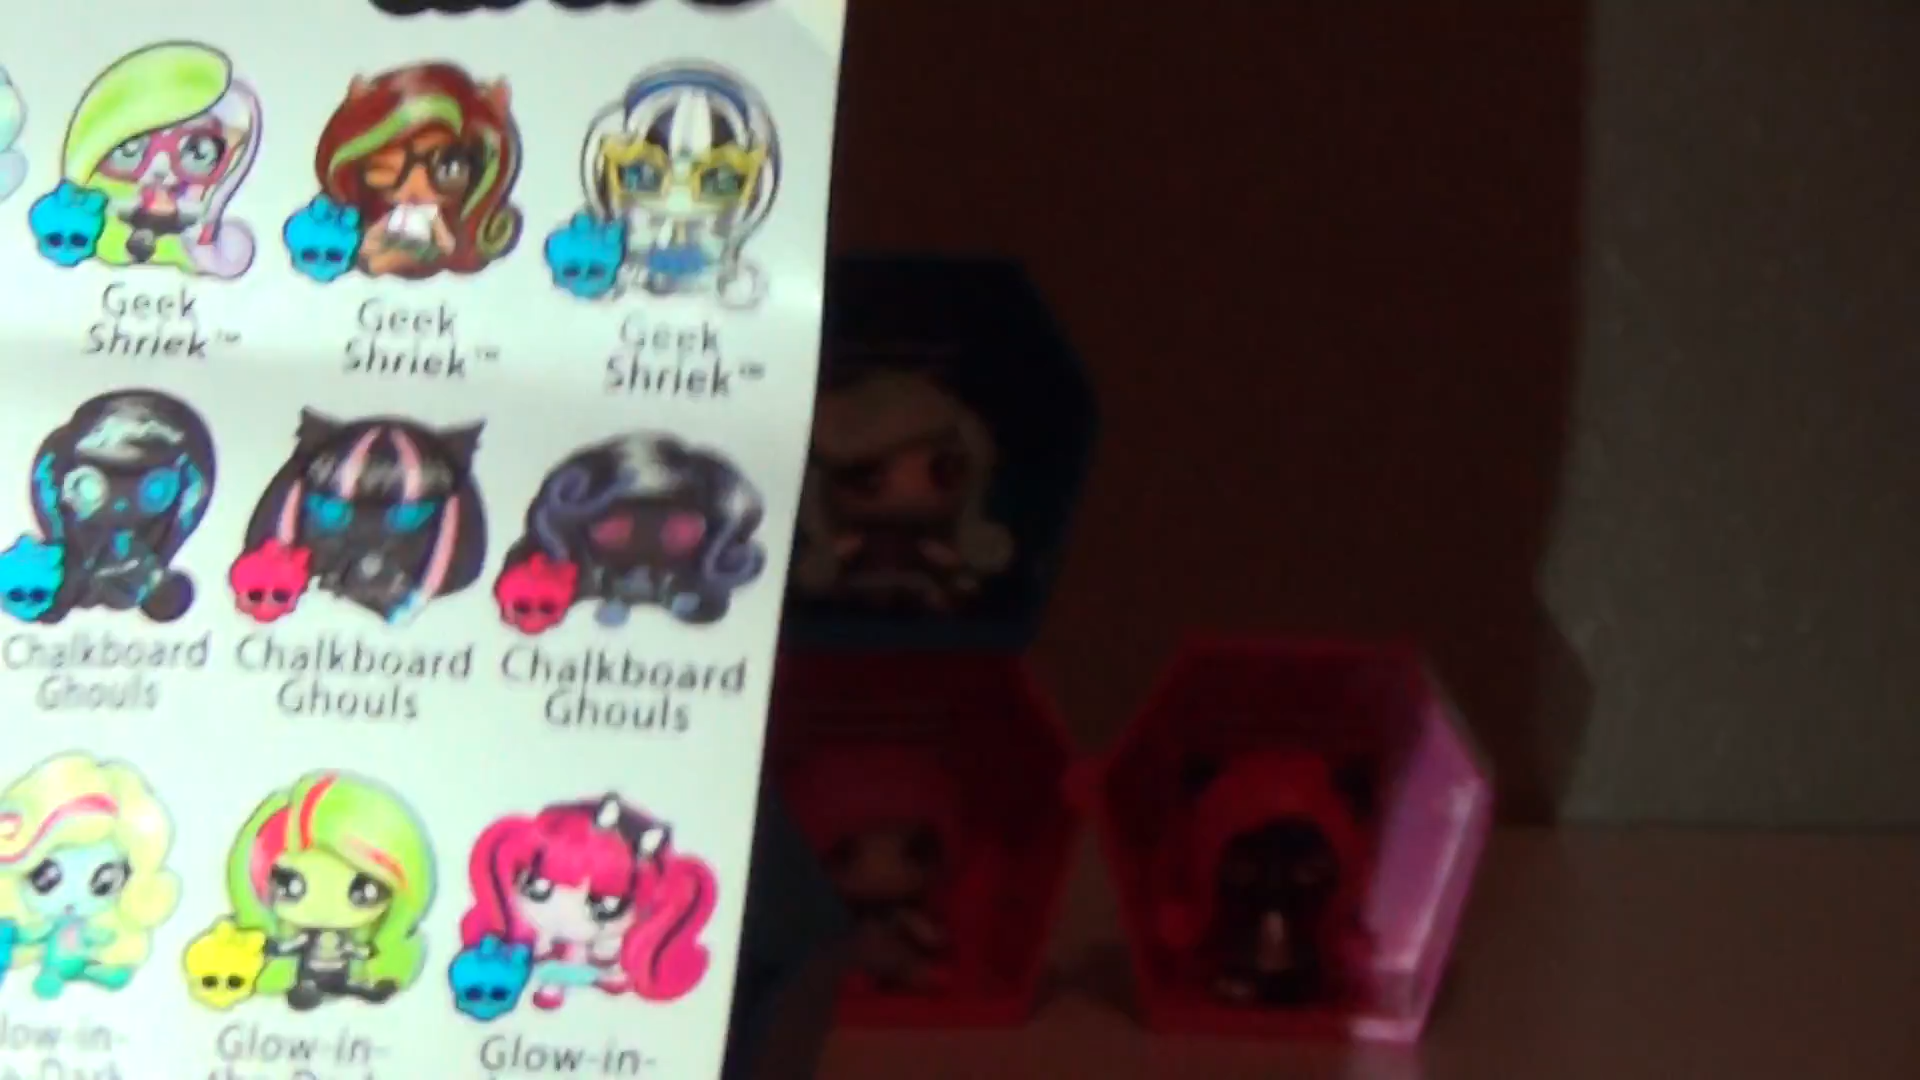 Geek
Shriek™
Geek
Shriek™
Geek
Shriek™
Chalkboard
Ghouls
Chalkboard
Ghouls
Chalkboard
Ghouls
Glow-in-
Glow-in-